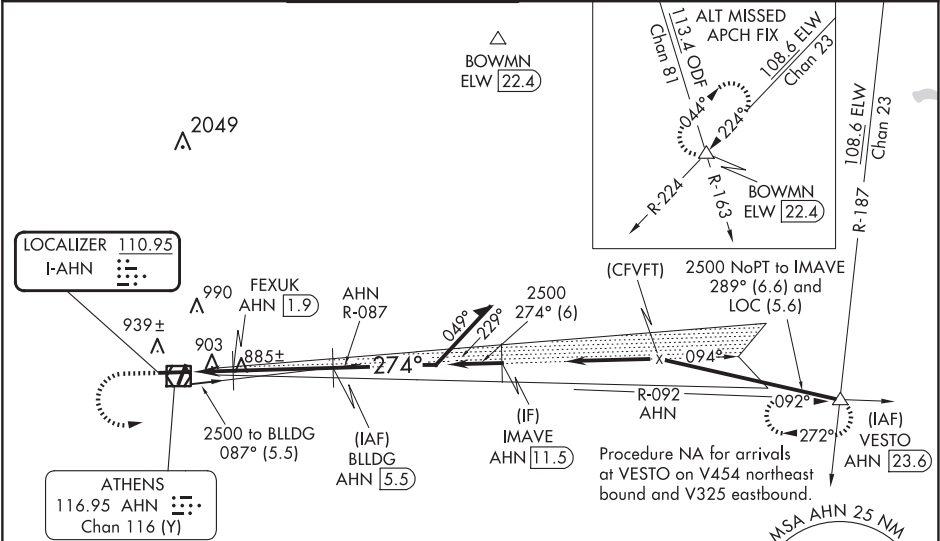 BOWMN
ELW 22.4
ALT MISSED
APCH FIX
113.4 ODF
Chan 81
108.6 ELW
Chan 23
044°
224°
R-224
R-163
BOWMN
ELW 22.4
108.6 ELW
Chan 23
R-187
2049
LOCALIZER 110.95
I-AHN
990
939±
903
885±
FEXUK
AHN 1.9
AHN
R-087
049°
229°
2500
274° (6)
(CFVFT)
2500 NoPT to IMAVE
289° (6.6) and
LOC (5.6)
274°
094°
R-092
AHN
092°
272°
2500 to BLLDG
087° (5.5)
(IAF)
BLLDG
AHN 5.5
(IF)
IMAVE
AHN 11.5
(IAF)
VESTO
AHN 23.6
Procedure NA for arrivals
at VESTO on V454 northeast
bound and V325 eastbound.
ATHENS
116.95 AHN
Chan 116 (Y)
MSA AHN 25 NM